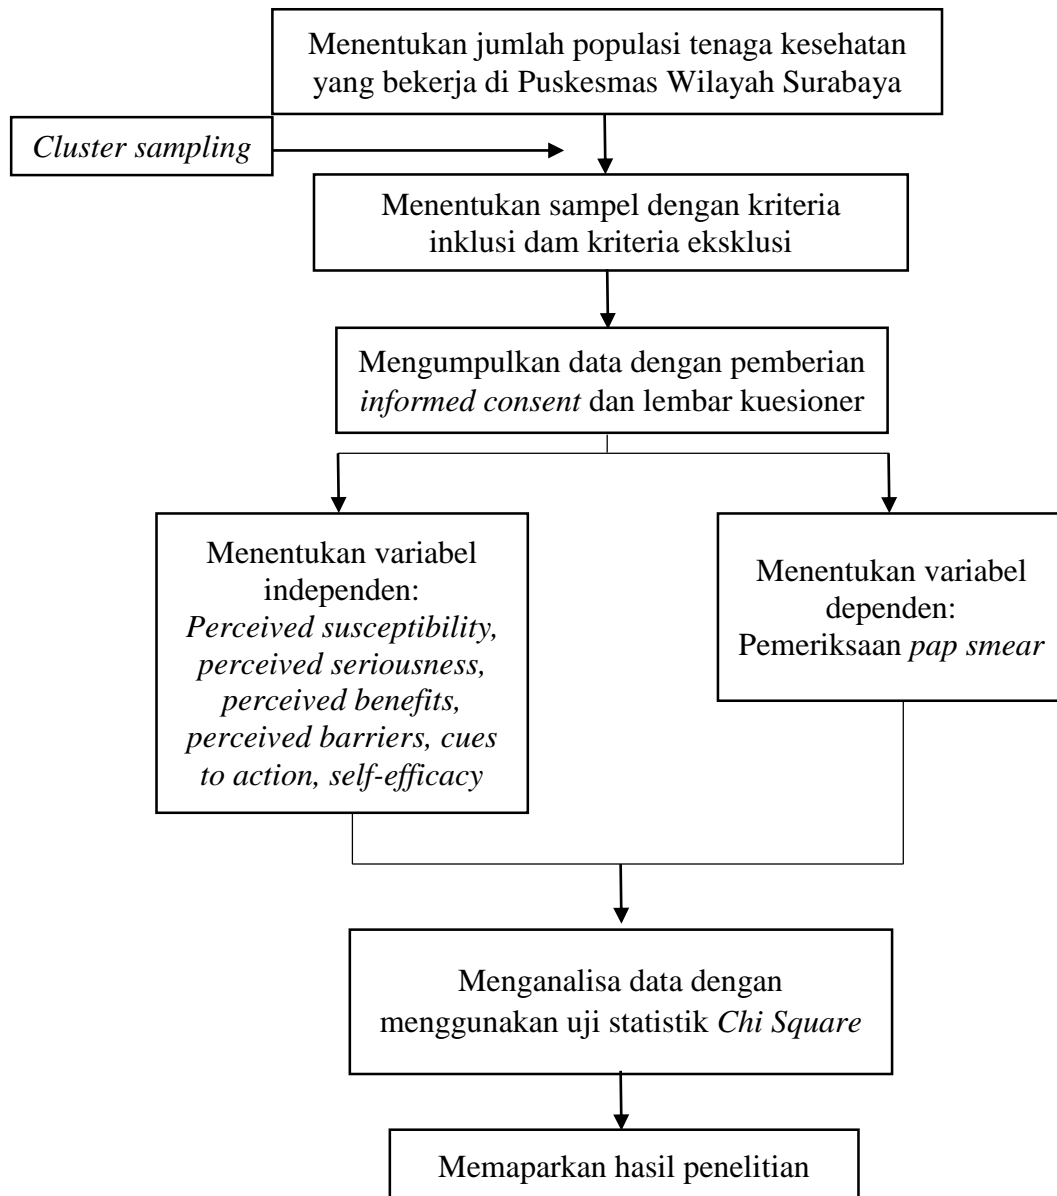 Menentukan jumlah populasi tenaga kesehatan
yang bekerja di Puskesmas Wilayah Surabaya
Cluster sampling
Menentukan sampel dengan kriteria
inklusi dam kriteria eksklusi
Mengumpulkan data dengan pemberian
informed consent dan lembar kuesioner
Menentukan variabel
independen:
Perceived susceptibility,
perceived seriousness,
perceived benefits,
perceived barriers, cues
to action, self-efficacy
Menentukan variabel
dependen:
Pemeriksaan pap smear
Menganalisa data dengan
menggunakan uji statistik Chi Square
Memaparkan hasil penelitian